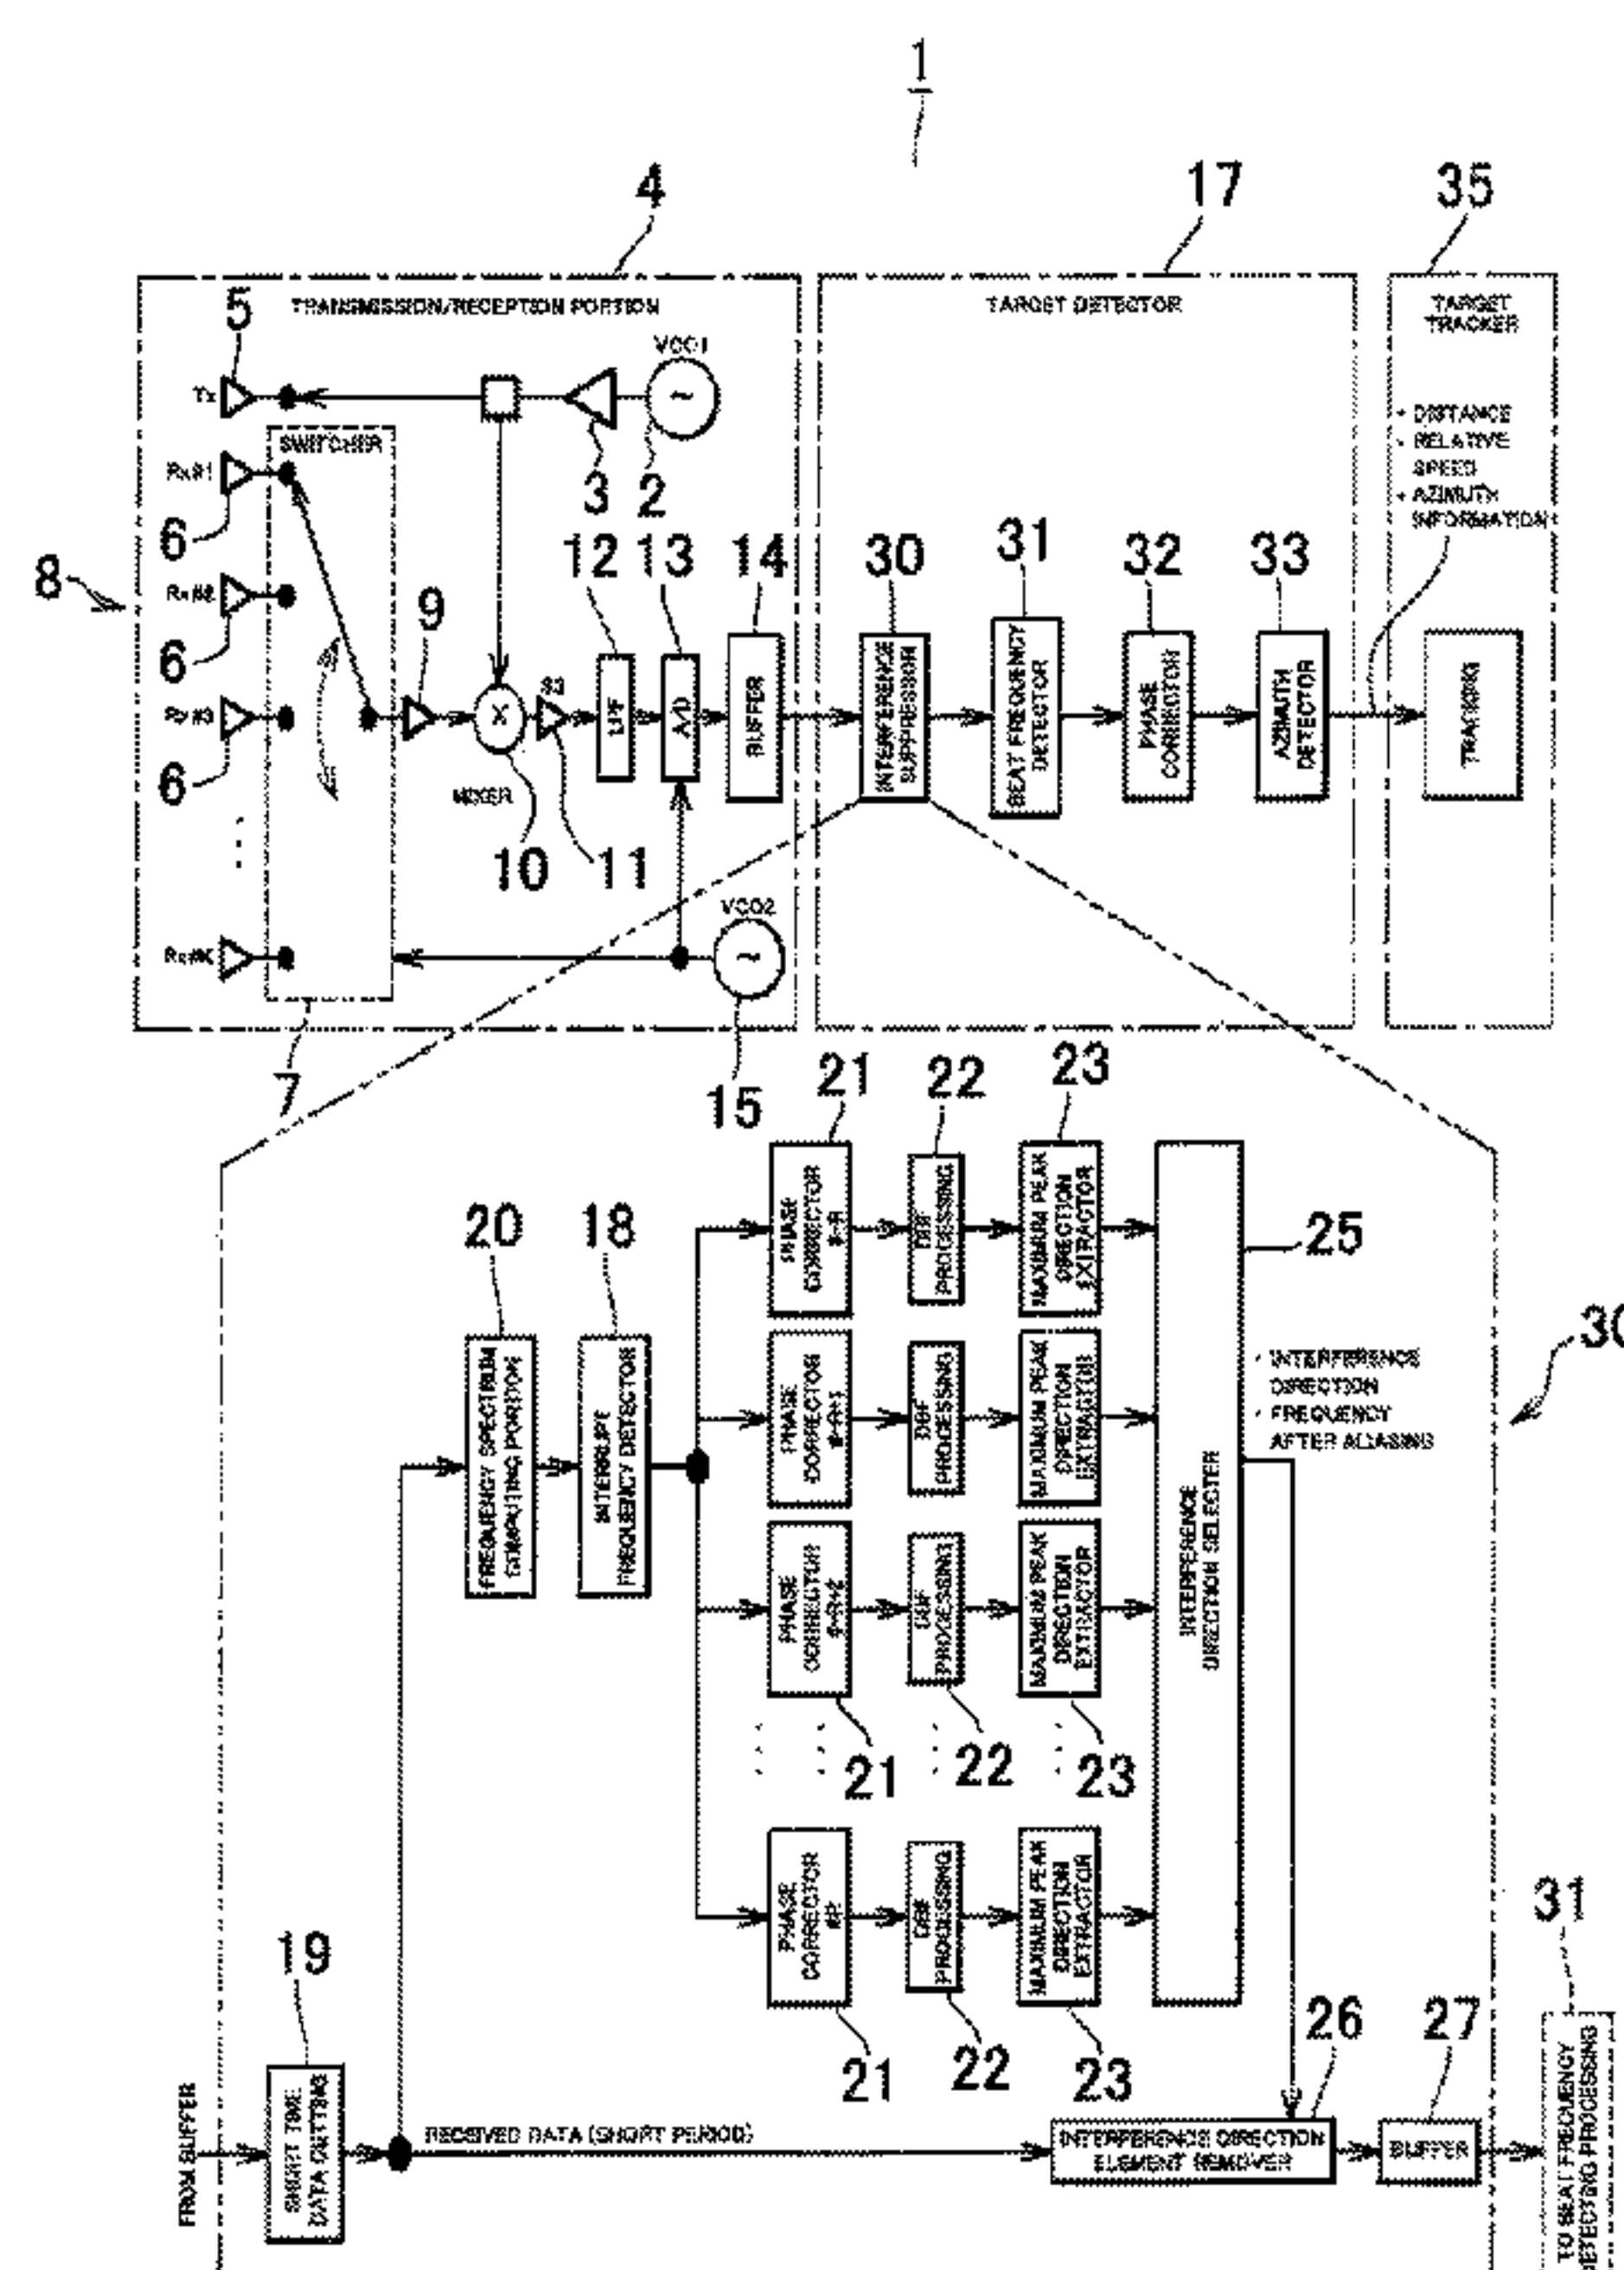 1
4
17
35
TRANSMISSION/RECEPTION PORTION
TARGET DETECTOR
TARGET
TRACKER
5
VCO1
Tx
SWITCHER
3
2
DISTANCE
RELATIVE
SPEED
AZIMUTH
INFORMATION
Rx#1
6
8
Rx#2
6
Rx#3
6
Rx#K
9
12
13
14
30
31
32
33
MIXER
10
11
LPF
A/D
BUFFER
INTERFERENCE
SUPPRESSOR
BEAT FREQUENCY
DETECTOR
PHASE
CORRECTOR
AZIMUTH
DETECTOR
TRACKING
VCO2
7
15
21
22
23
20
18
25
FREQUENCY SPECTRUM
COMPUTING PORTION
INTERRUPT
FREQUENCY DETECTOR
PHASE
CORRECTOR
#-R
DBF
PROCESSING
MAXIMUM PEAK
DIRECTION
EXTRACTOR
PHASE
CORRECTOR
#-R+1
DBF
PROCESSING
MAXIMUM PEAK
DIRECTION
EXTRACTOR
PHASE
CORRECTOR
#-R+2
DBF
PROCESSING
MAXIMUM PEAK
DIRECTION
EXTRACTOR
21
22
23
PHASE
CORRECTOR
#R
DBF
PROCESSING
MAXIMUM PEAK
DIRECTION
EXTRACTOR
21
22
23
INTERFERENCE
DIRECTION SELECTER
INTERFERENCE
DIRECTION
FREQUENCY
AFTER ALIASING
30
19
26
27
31
FROM BUFFER
SHORT TIME
DATA CUTTING
RECEIVED DATA (SHORT PERIOD)
INTERFERENCE DIRECTION
ELEMENT REMOVER
BUFFER
TO BEAT FREQUENCY
DETECTING PROCESSING